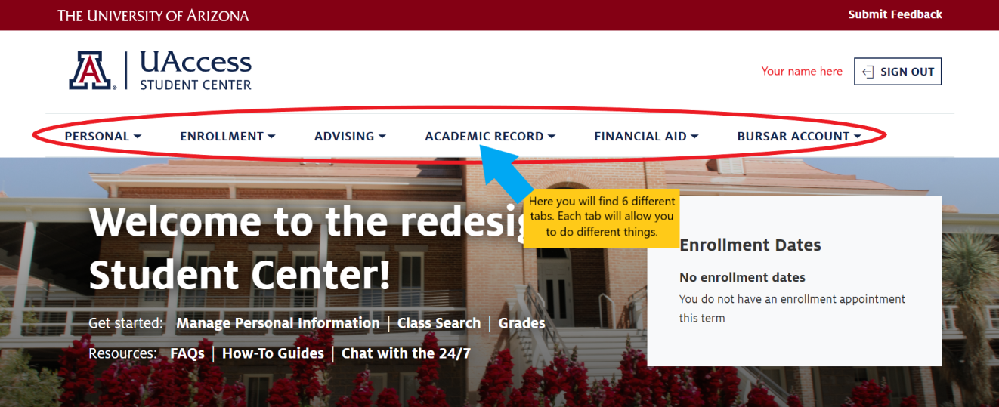 THE UNIVERSITY OF ARIZONA
Submit Feedback
A
UAccess
STUDENT CENTER
Your name here
SIGN OUT
PERSONAL
ENROLLMENT
ADVISING
ACADEMIC RECORD
FINANCIAL AID
BURSAR ACCOUNT
Here you will find 6 different
tabs. Each tab will allow you
to do different things.
Welcome to the redesig
Student Center!
Get started: Manage Personal Information | Class Search | Grades
Resources: FAQs | How-To Guides | Chat with the 24/7
Enrollment Dates
No enrollment dates
You do not have an enrollment appointment
this term